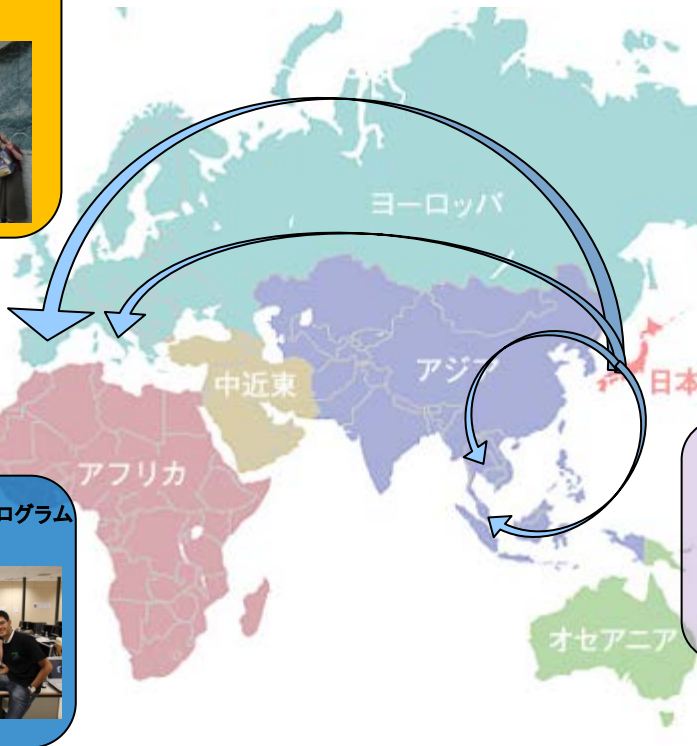 ヨーロッパ
アジア
日本
中近東
アフリカ
ログラム
オセアニア